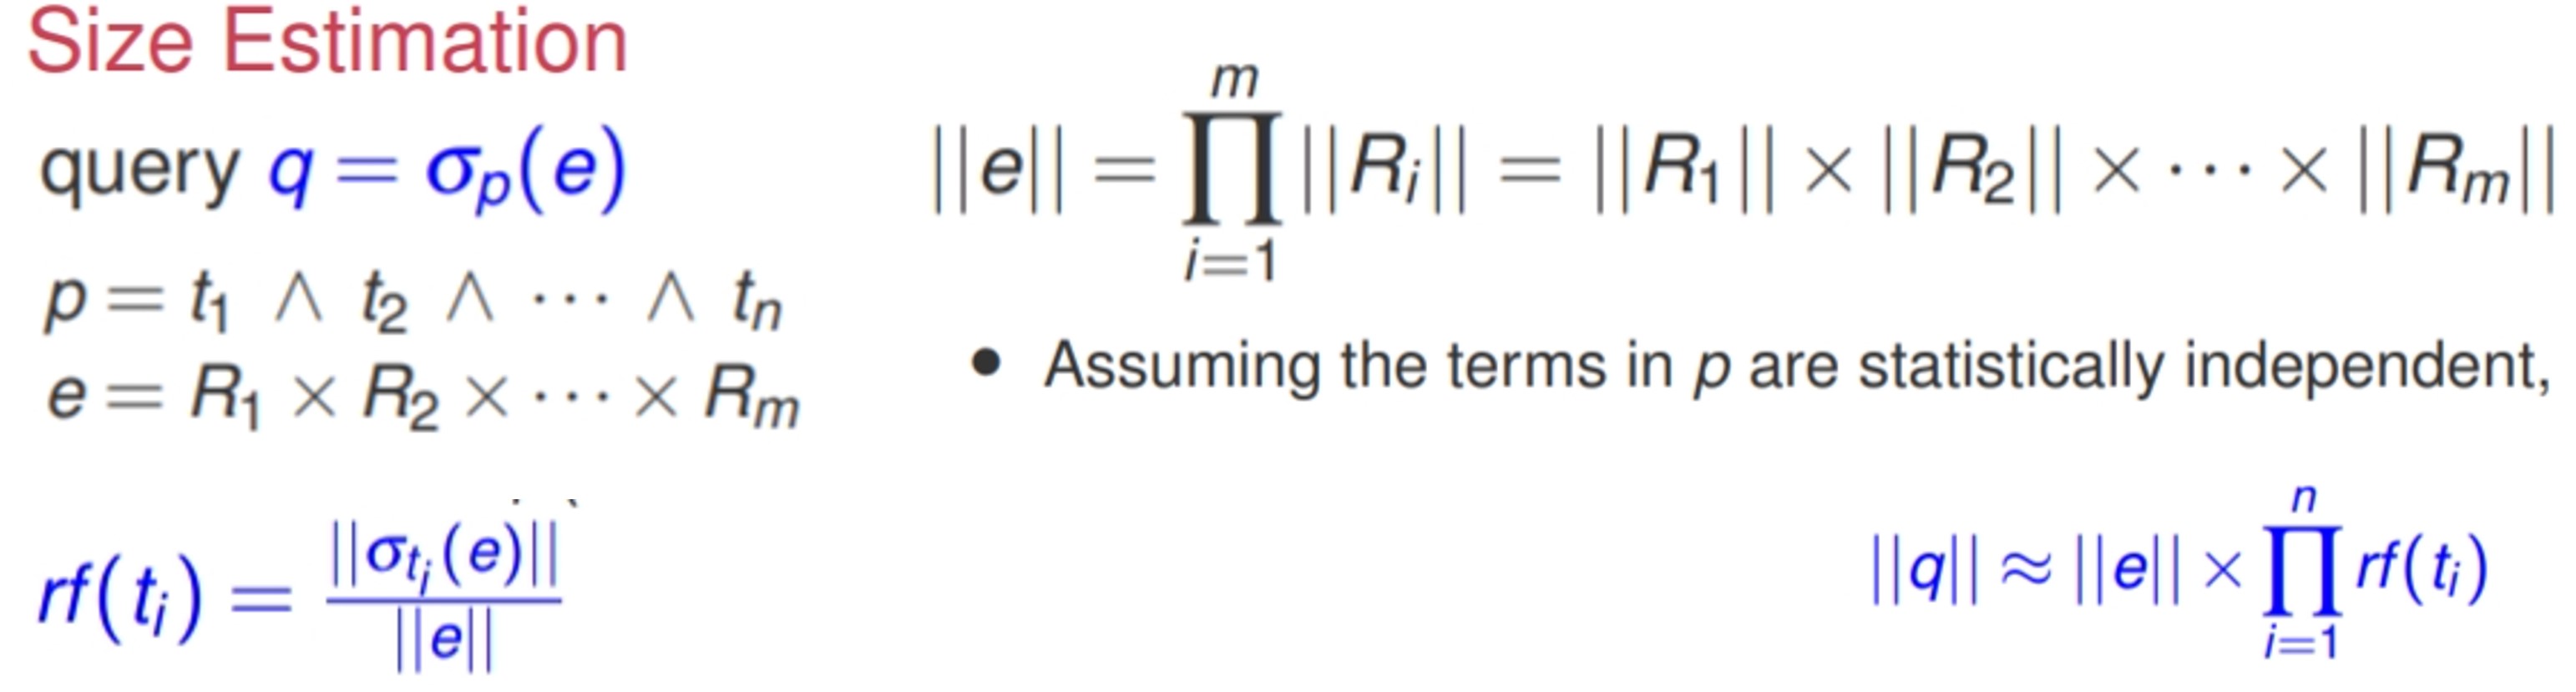 Size Estimation
query q = σ_p(e)
p = t_1 ∧ t_2 ∧ ··· ∧ t_n
e = R_1 × R_2 × ··· × R_m
rf(t_i) = ||σ_{t_i}(e)|| / ||e||
||e|| = ∏_{i=1}^{m} ||R_i|| = ||R_1|| × ||R_2|| × ··· × ||R_m||
• Assuming the terms in p are statistically independent,
||q|| ≈ ||e|| × ∏_{i=1}^{n} rf(t_i)